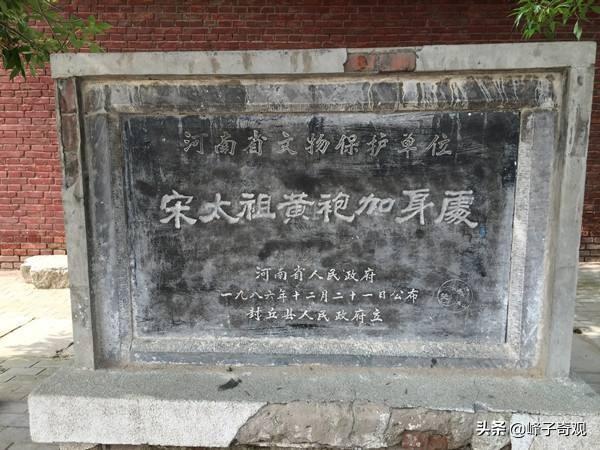 河南省文物保护单位
宋太祖黄袍加身處
河南省人民政府
一九八六年十二月二十一日公布
封丘县人民政府立
头条 @峰子奇观